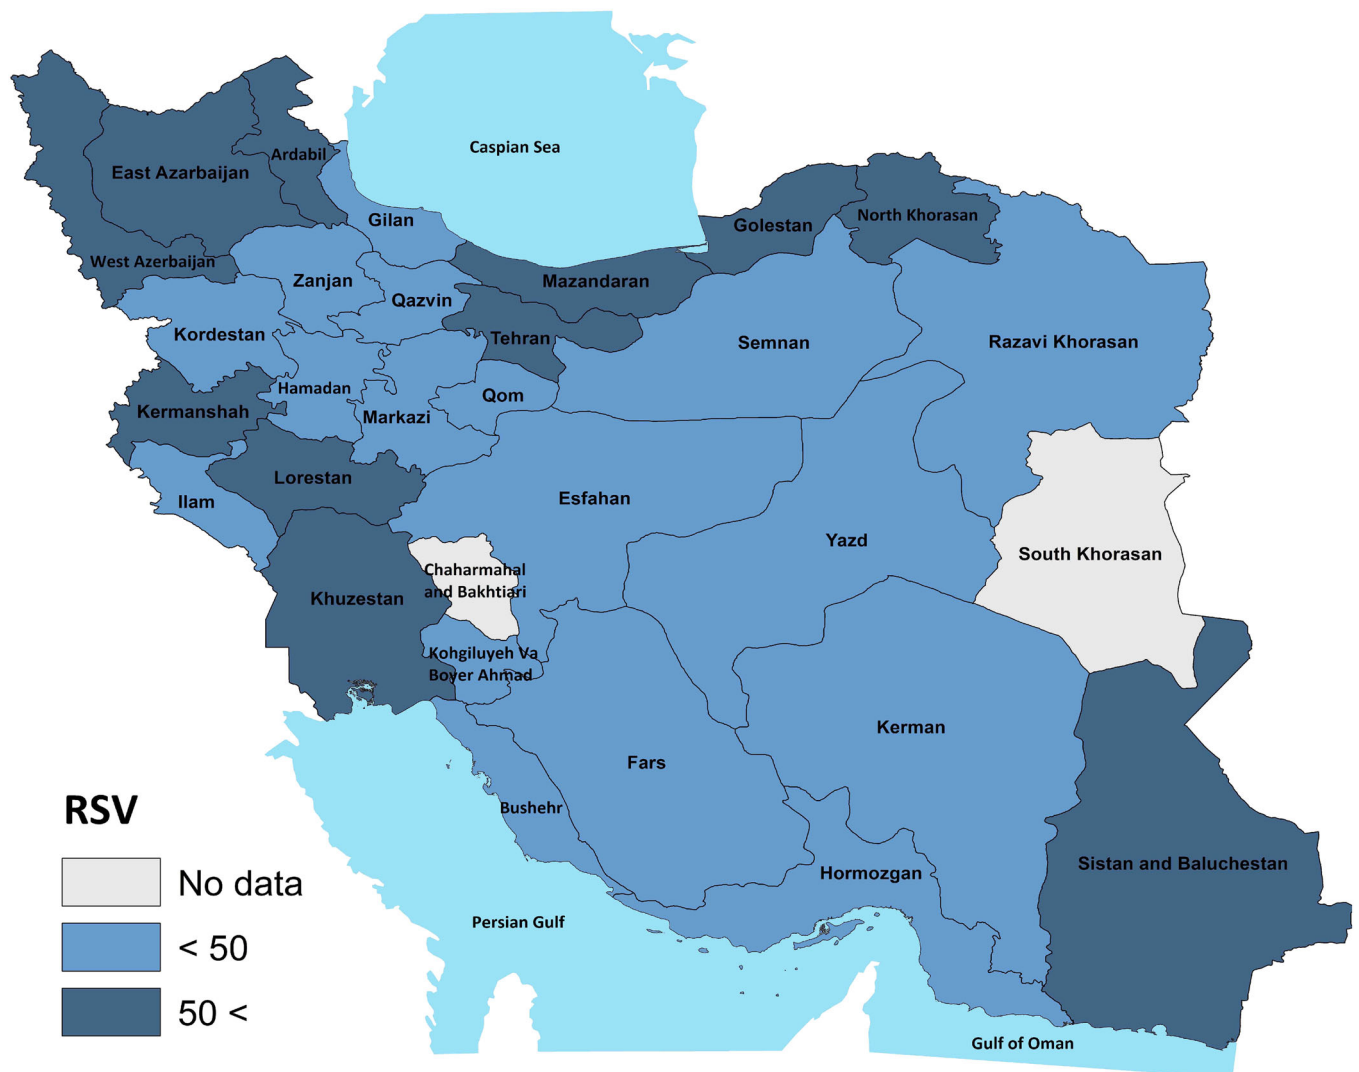 Caspian Sea
East Azarbaijan
Ardabil
Gilan
Golestan
North Khorasan
West Azerbaijan
Zanjan
Qazvin
Mazandaran
Kordestan
Tehran
Semnan
Razavi Khorasan
Hamadan
Qom
Kermanshah
Markazi
Lorestan
Ilam
Esfahan
Yazd
South Khorasan
Chaharmahal
and Bakhtiari
Khuzestan
Kohgiluyeh Va
Boyer Ahmad
Kerman
Fars
Bushehr
Hormozgan
Sistan and Baluchestan
Persian Gulf
Gulf of Oman
RSV
No data
< 50
50 <